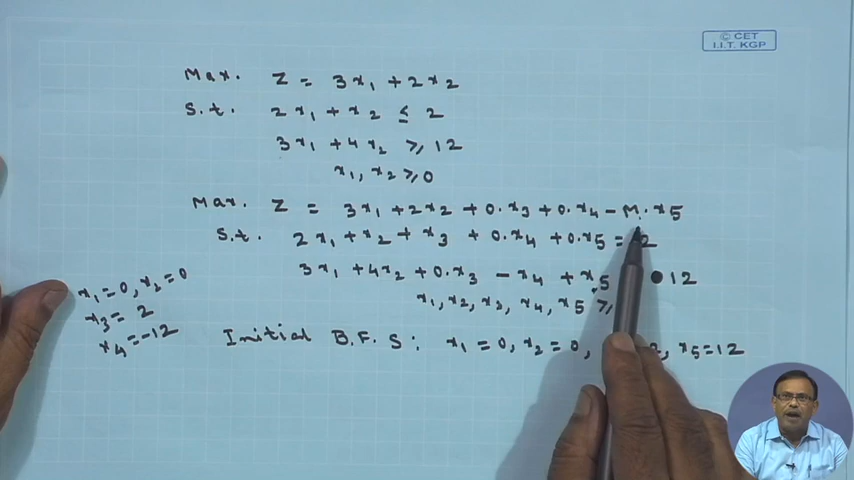 © CET
I.I.T. KGP
Max. Z = 3x₁ + 2x₂
S.t. 2x₁ + x₂ ≤ 2
3x₁ + 4x₂ ≥ 12
x₁, x₂ ≥ 0
Max. Z = 3x₁ + 2x₂ + 0.x₃ + 0.x₄ - M.x₅
S.t. 2x₁ + x₂ + x₃ + 0.x₄ + 0.x₅ = 2
3x₁ + 4x₂ + 0.x₃ - x₄ + x₅ 12
x₁, x₂, x₃, x₄, x₅ ≥
x₁=0, x₂=0
x₃ = 2
x₄ = -12
Initial B.F.S: x₁ = 0, x₂ = 0, 2, x₅ = 12